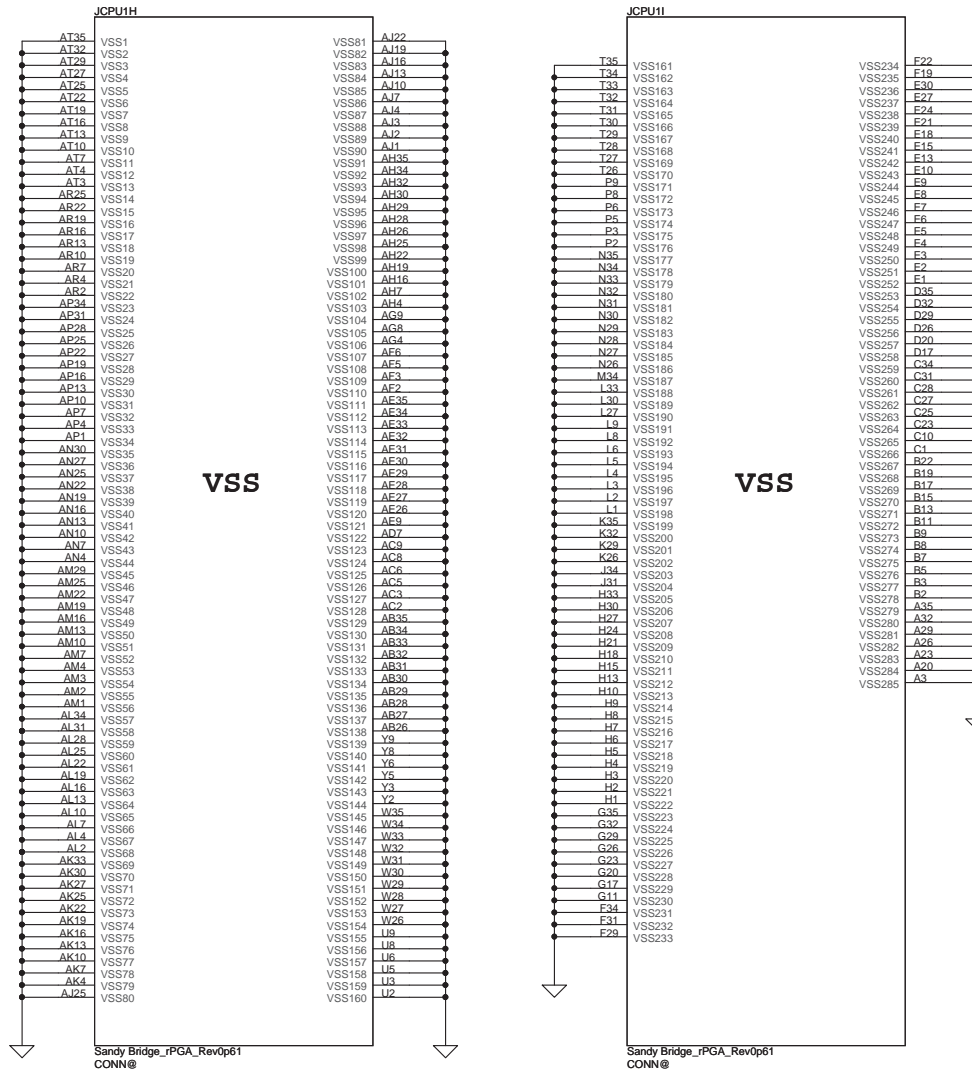 JCPU1H
AT35 VSS1
AT32 VSS2
AT29 VSS3
AT27 VSS4
AT25 VSS5
AT22 VSS6
AT19 VSS7
AT16 VSS8
AT13 VSS9
AT10 VSS10
AT7 VSS11
AT4 VSS12
AT3 VSS13
AR25 VSS14
AR22 VSS15
AR19 VSS16
AR16 VSS17
AR13 VSS18
AR10 VSS19
AR7 VSS20
AR4 VSS21
AR2 VSS22
AP34 VSS23
AP31 VSS24
AP28 VSS25
AP25 VSS26
AP22 VSS27
AP19 VSS28
AP16 VSS29
AP13 VSS30
AP10 VSS31
AP7 VSS32
AP4 VSS33
AP1 VSS34
AN30 VSS35
AN27 VSS36
AN25 VSS37
AN22 VSS38
AN19 VSS39
AN16 VSS40
AN13 VSS41
AN10 VSS42
AN7 VSS43
AN4 VSS44
AM29 VSS45
AM25 VSS46
AM22 VSS47
AM19 VSS48
AM16 VSS49
AM13 VSS50
AM10 VSS51
AM7 VSS52
AM4 VSS53
AM3 VSS54
AM2 VSS55
AM1 VSS56
AL34 VSS57
AL31 VSS58
AL28 VSS59
AL25 VSS60
AL22 VSS61
AL19 VSS62
AL16 VSS63
AL13 VSS64
AL10 VSS65
AL7 VSS66
AL4 VSS67
AL2 VSS68
AK33 VSS69
AK30 VSS70
AK27 VSS71
AK25 VSS72
AK22 VSS73
AK19 VSS74
AK16 VSS75
AK13 VSS76
AK10 VSS77
AK7 VSS78
AK4 VSS79
AJ25 VSS80
VSS
VSS81 AJ22
VSS82 AJ19
VSS83 AJ16
VSS84 AJ13
VSS85 AJ10
VSS86 AJ7
VSS87 AJ4
VSS88 AJ3
VSS89 AJ2
VSS90 AJ1
VSS91 AH35
VSS92 AH34
VSS93 AH32
VSS94 AH30
VSS95 AH29
VSS96 AH28
VSS97 AH26
VSS98 AH25
VSS99 AH22
VSS100 AH19
VSS101 AH16
VSS102 AH7
VSS103 AH4
VSS104 AG9
VSS105 AG8
VSS106 AG4
VSS107 AF6
VSS108 AF5
VSS109 AF3
VSS110 AF2
VSS111 AE35
VSS112 AE34
VSS113 AE33
VSS114 AE32
VSS115 AE31
VSS116 AE30
VSS117 AE29
VSS118 AE28
VSS119 AE27
VSS120 AE26
VSS121 AE9
VSS122 AD7
VSS123 AC9
VSS124 AC8
VSS125 AC6
VSS126 AC5
VSS127 AC3
VSS128 AC2
VSS129 AB35
VSS130 AB34
VSS131 AB33
VSS132 AB32
VSS133 AB31
VSS134 AB30
VSS135 AB29
VSS136 AB28
VSS137 AB27
VSS138 AB26
VSS139 Y9
VSS140 Y8
VSS141 Y6
VSS142 Y5
VSS143 Y3
VSS144 Y2
VSS145 W35
VSS146 W34
VSS147 W33
VSS148 W32
VSS149 W31
VSS150 W30
VSS151 W29
VSS152 W28
VSS153 W27
VSS154 W26
VSS155 U9
VSS156 U8
VSS157 U6
VSS158 U5
VSS159 U3
VSS160 U2
Sandy Bridge_rPGA_Rev0p61
CONN@
JCPU1I
T35 VSS161
T34 VSS162
T33 VSS163
T32 VSS164
T31 VSS165
T30 VSS166
T29 VSS167
T28 VSS168
T27 VSS169
T26 VSS170
P9 VSS171
P8 VSS172
P6 VSS173
P5 VSS174
P3 VSS175
P2 VSS176
N35 VSS177
N34 VSS178
N33 VSS179
N32 VSS180
N31 VSS181
N30 VSS182
N29 VSS183
N28 VSS184
N27 VSS185
N26 VSS186
M34 VSS187
L33 VSS188
L30 VSS189
L27 VSS190
L9 VSS191
L8 VSS192
L6 VSS193
L5 VSS194
L4 VSS195
L3 VSS196
L2 VSS197
L1 VSS198
K35 VSS199
K32 VSS200
K29 VSS201
K26 VSS202
J34 VSS203
J31 VSS204
H33 VSS205
H30 VSS206
H27 VSS207
H24 VSS208
H21 VSS209
H18 VSS210
H15 VSS211
H13 VSS212
H10 VSS213
H9 VSS214
H8 VSS215
H7 VSS216
H6 VSS217
H5 VSS218
H4 VSS219
H3 VSS220
H2 VSS221
H1 VSS222
G35 VSS223
G32 VSS224
G29 VSS225
G26 VSS226
G23 VSS227
G20 VSS228
G17 VSS229
G11 VSS230
F34 VSS231
F31 VSS232
F29 VSS233
VSS
VSS234 F22
VSS235 F19
VSS236 E30
VSS237 E27
VSS238 E24
VSS239 E21
VSS240 E18
VSS241 E15
VSS242 E13
VSS243 E10
VSS244 E9
VSS245 E8
VSS246 E7
VSS247 E6
VSS248 E5
VSS249 E4
VSS250 E3
VSS251 E2
VSS252 E1
VSS253 D35
VSS254 D32
VSS255 D29
VSS256 D26
VSS257 D20
VSS258 D17
VSS259 C34
VSS260 C31
VSS261 C28
VSS262 C27
VSS263 C25
VSS264 C23
VSS265 C10
VSS266 C1
VSS267 B22
VSS268 B19
VSS269 B17
VSS270 B15
VSS271 B13
VSS272 B11
VSS273 B9
VSS274 B8
VSS275 B7
VSS276 B5
VSS277 B3
VSS278 B2
VSS279 A35
VSS280 A32
VSS281 A29
VSS282 A26
VSS283 A23
VSS284 A20
VSS285 A3
Sandy Bridge_rPGA_Rev0p61
CONN@